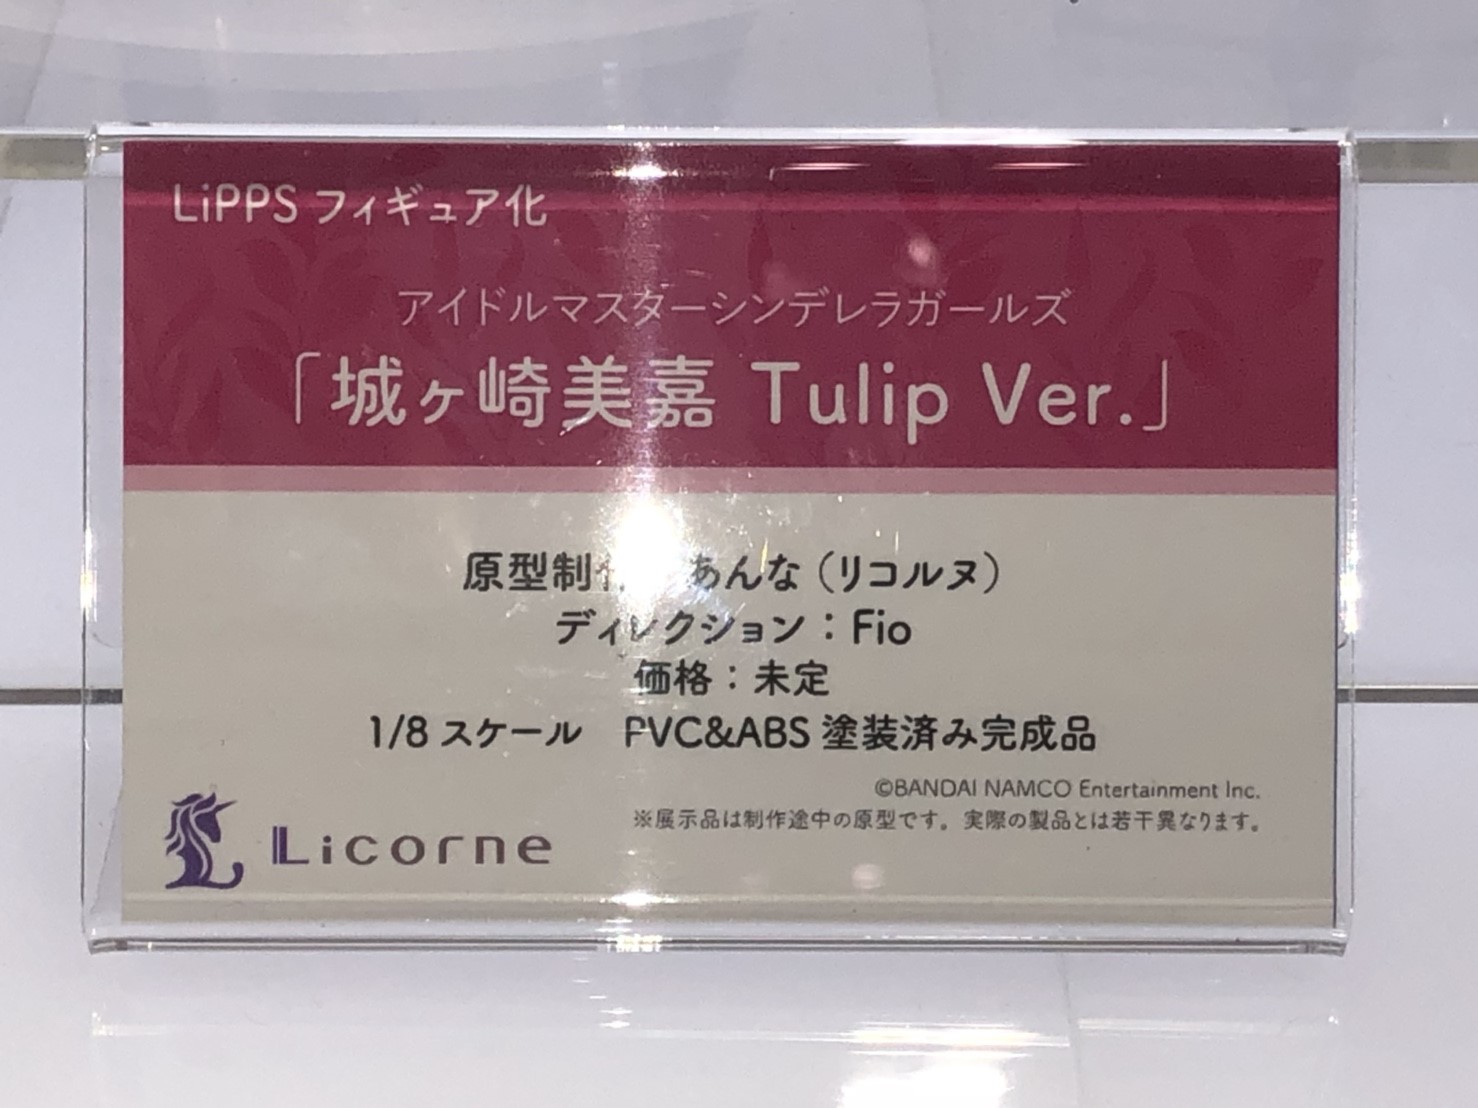 LiPPS フィギュア化
アイドルマスターシンデレラガールズ
「城ヶ崎美嘉 Tulip Ver.」
原型制作 あんな（リコルヌ）
ディレクション：Fio
価格：未定
1/8 スケール　PVC&ABS 塗装済み完成品
©BANDAI NAMCO Entertainment Inc.
※展示品は制作途中の原型です。実際の製品とは若干異なります。
Licorne